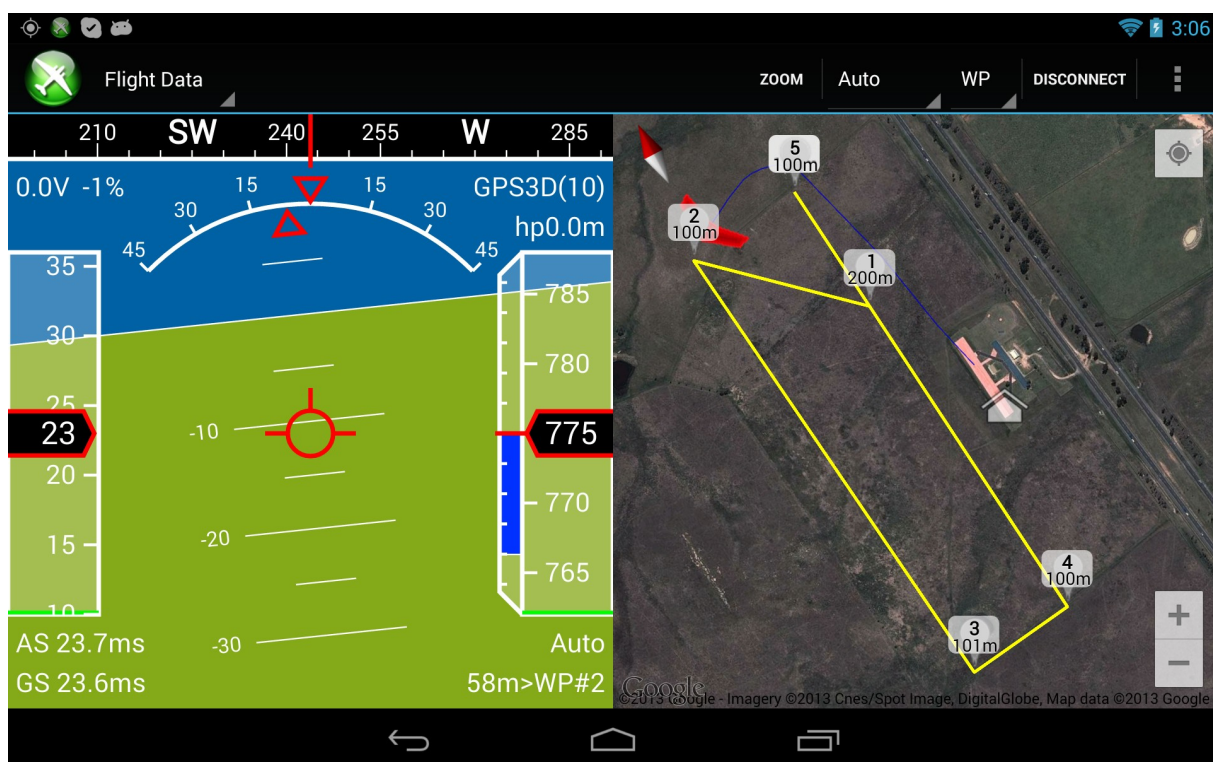 3:06
Flight Data
ZOOM
Auto
WP
DISCONNECT
210 SW 240 255 W 285
0.0V -1%
GPS3D(10)
hp0.0m
45 30 15 15 30 45
35
30
25
23
20
15
10
785
780
775
770
765
-10
-20
-30
AS 23.7ms
GS 23.6ms
Auto
58m>WP#2
5
100m
2
100m
1
200m
4
100m
3
101m
+
−
Google
©2013 Google - Imagery ©2013 Cnes/Spot Image, DigitalGlobe, Map data ©2013 Google